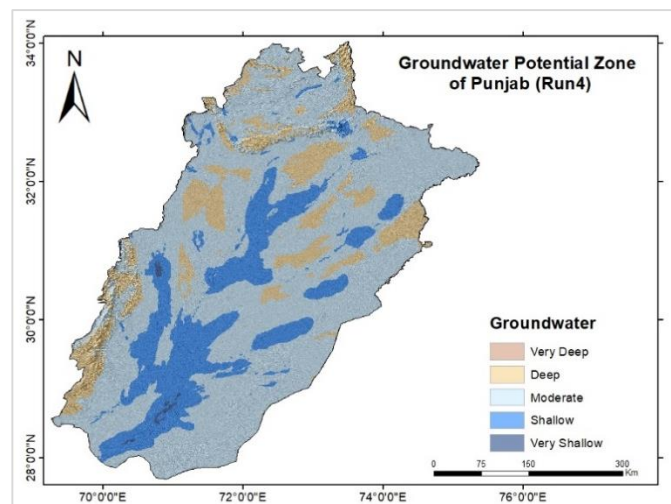 Groundwater Potential Zone
of Punjab (Run4)
N
34°0'0"N
32°0'0"N
30°0'0"N
28°0'0"N
Groundwater
Very Deep
Deep
Moderate
Shallow
Very Shallow
0 75 150 300
Km
70°0'0"E 72°0'0"E 74°0'0"E 76°0'0"E